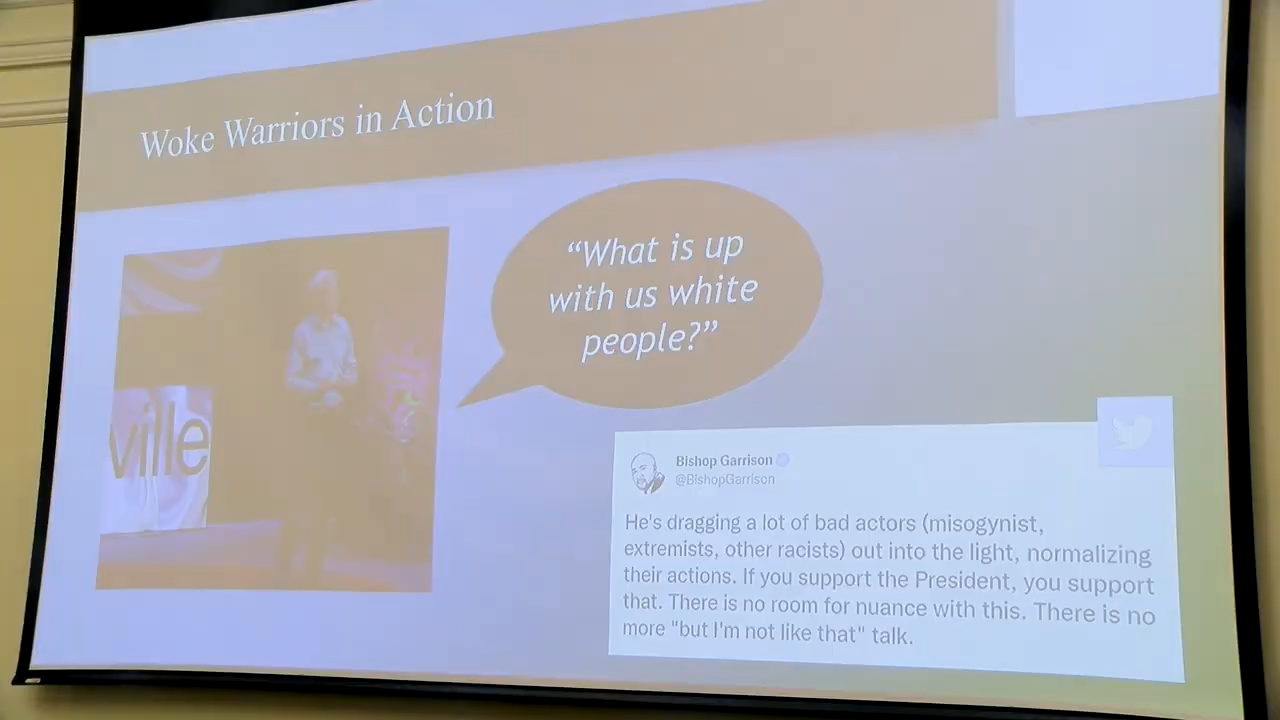 Woke Warriors in Action
“What is up
with us white
people?”
ville
Bishop Garrison
@BishopGarrison
He's dragging a lot of bad actors (misogynist,
extremists, other racists) out into the light, normalizing
their actions. If you support the President, you support
that. There is no room for nuance with this. There is no
more "but I'm not like that" talk.